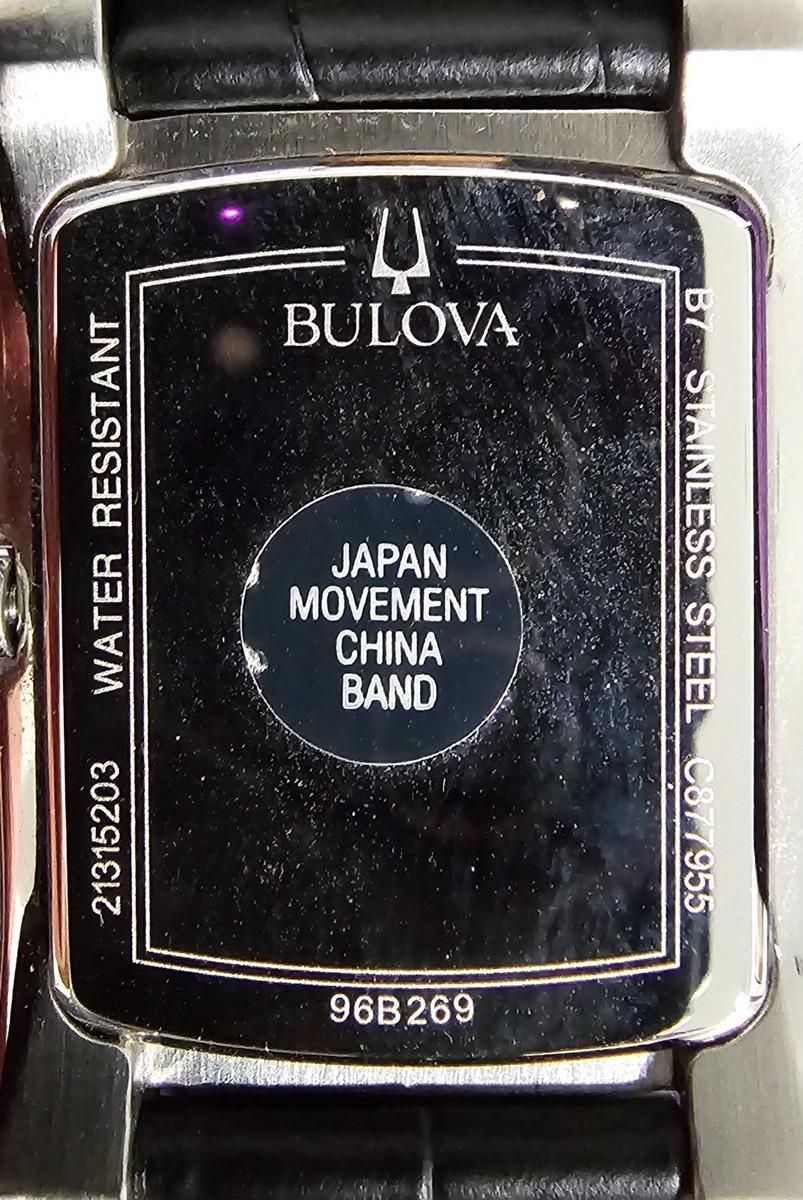 BULOVA
WATER RESISTANT
21315203
B7 STAINLESS STEEL C877955
JAPAN
MOVEMENT
CHINA
BAND
96B269